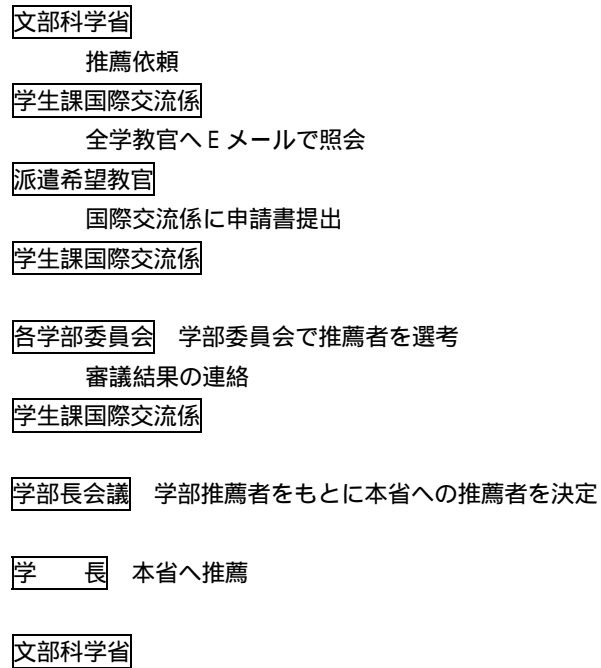 文部科学省
推薦依頼
学生課国際交流係
全学教官へEメールで照会
派遣希望教官
国際交流係に申請書提出
学生課国際交流係
各学部委員会　学部委員会で推薦者を選考
審議結果の連絡
学生課国際交流係
学部長会議　学部推薦者をもとに本省への推薦者を決定
学　　長　本省へ推薦
文部科学省